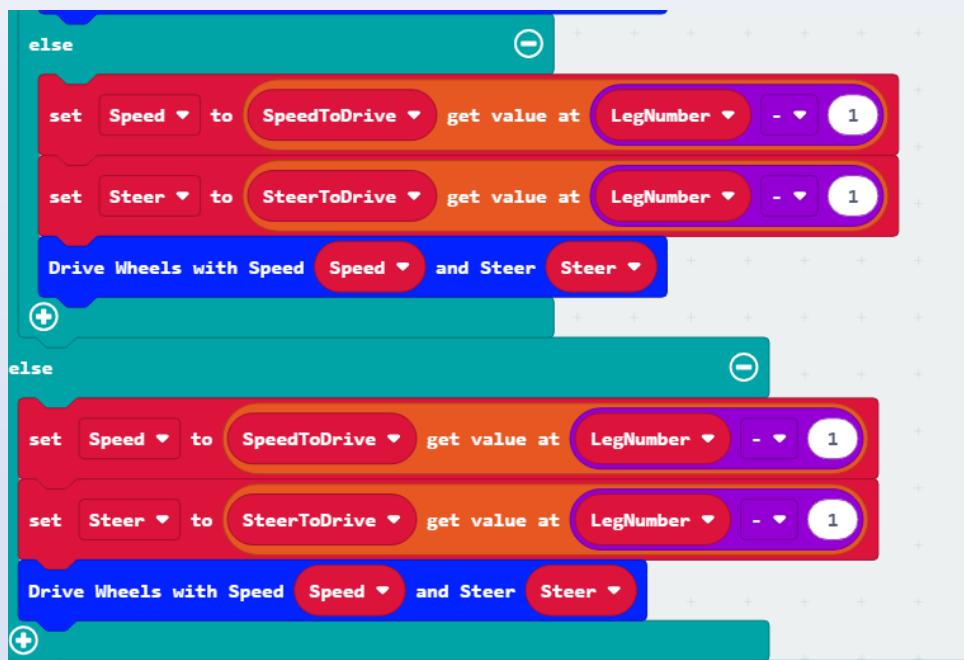 else
set Speed to SpeedToDrive get value at LegNumber - 1
set Steer to SteerToDrive get value at LegNumber - 1
Drive Wheels with Speed Speed and Steer Steer
else
set Speed to SpeedToDrive get value at LegNumber - 1
set Steer to SteerToDrive get value at LegNumber - 1
Drive Wheels with Speed Speed and Steer Steer